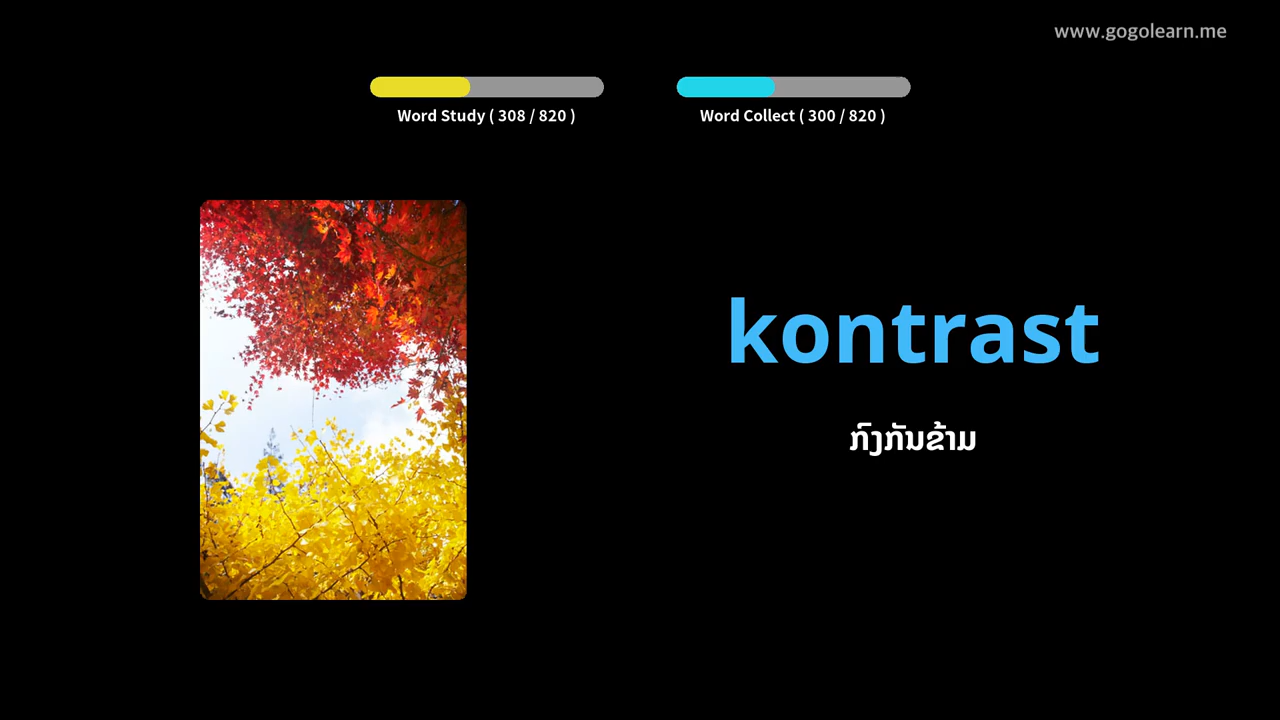 www.gogolearn.me
Word Study ( 308 / 820 )
Word Collect ( 300 / 820 )
kontrast
ກົງກັນຂ້າມ